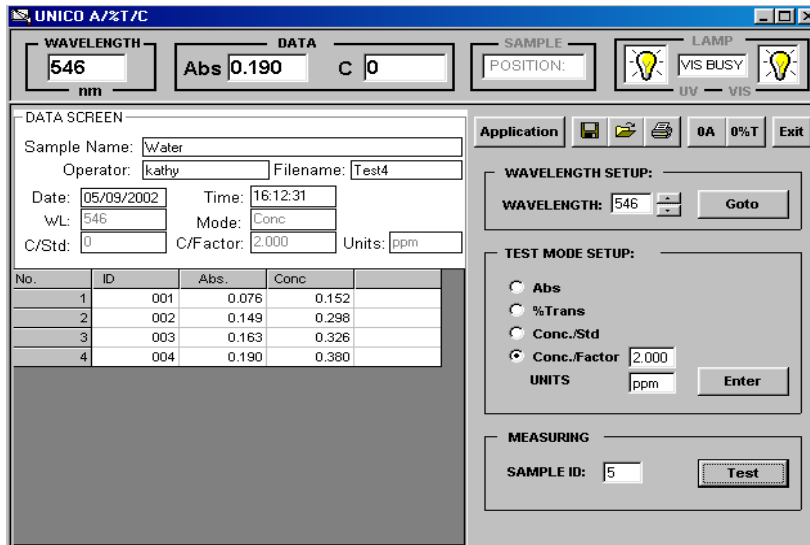 UNICO A/%T/C
WAVELENGTH
546
nm
DATA
Abs 0.190 C 0
SAMPLE
POSITION:
LAMP
VIS BUSY
UV — VIS
DATA SCREEN
Sample Name: Water
Operator: kathy Filename: Test4
Date: 05/09/2002 Time: 16:12:31
WL: 546 Mode: Conc
C/Std: 0 C/Factor: 2.000 Units: ppm
No. ID Abs. Conc
1 001 0.076 0.152
2 002 0.149 0.298
3 003 0.163 0.326
4 004 0.190 0.380
Application 0A 0%T Exit
WAVELENGTH SETUP:
WAVELENGTH: 546 Goto
TEST MODE SETUP:
Abs
%Trans
Conc./Std
Conc./Factor 2.000
UNITS ppm Enter
MEASURING
SAMPLE ID: 5 Test